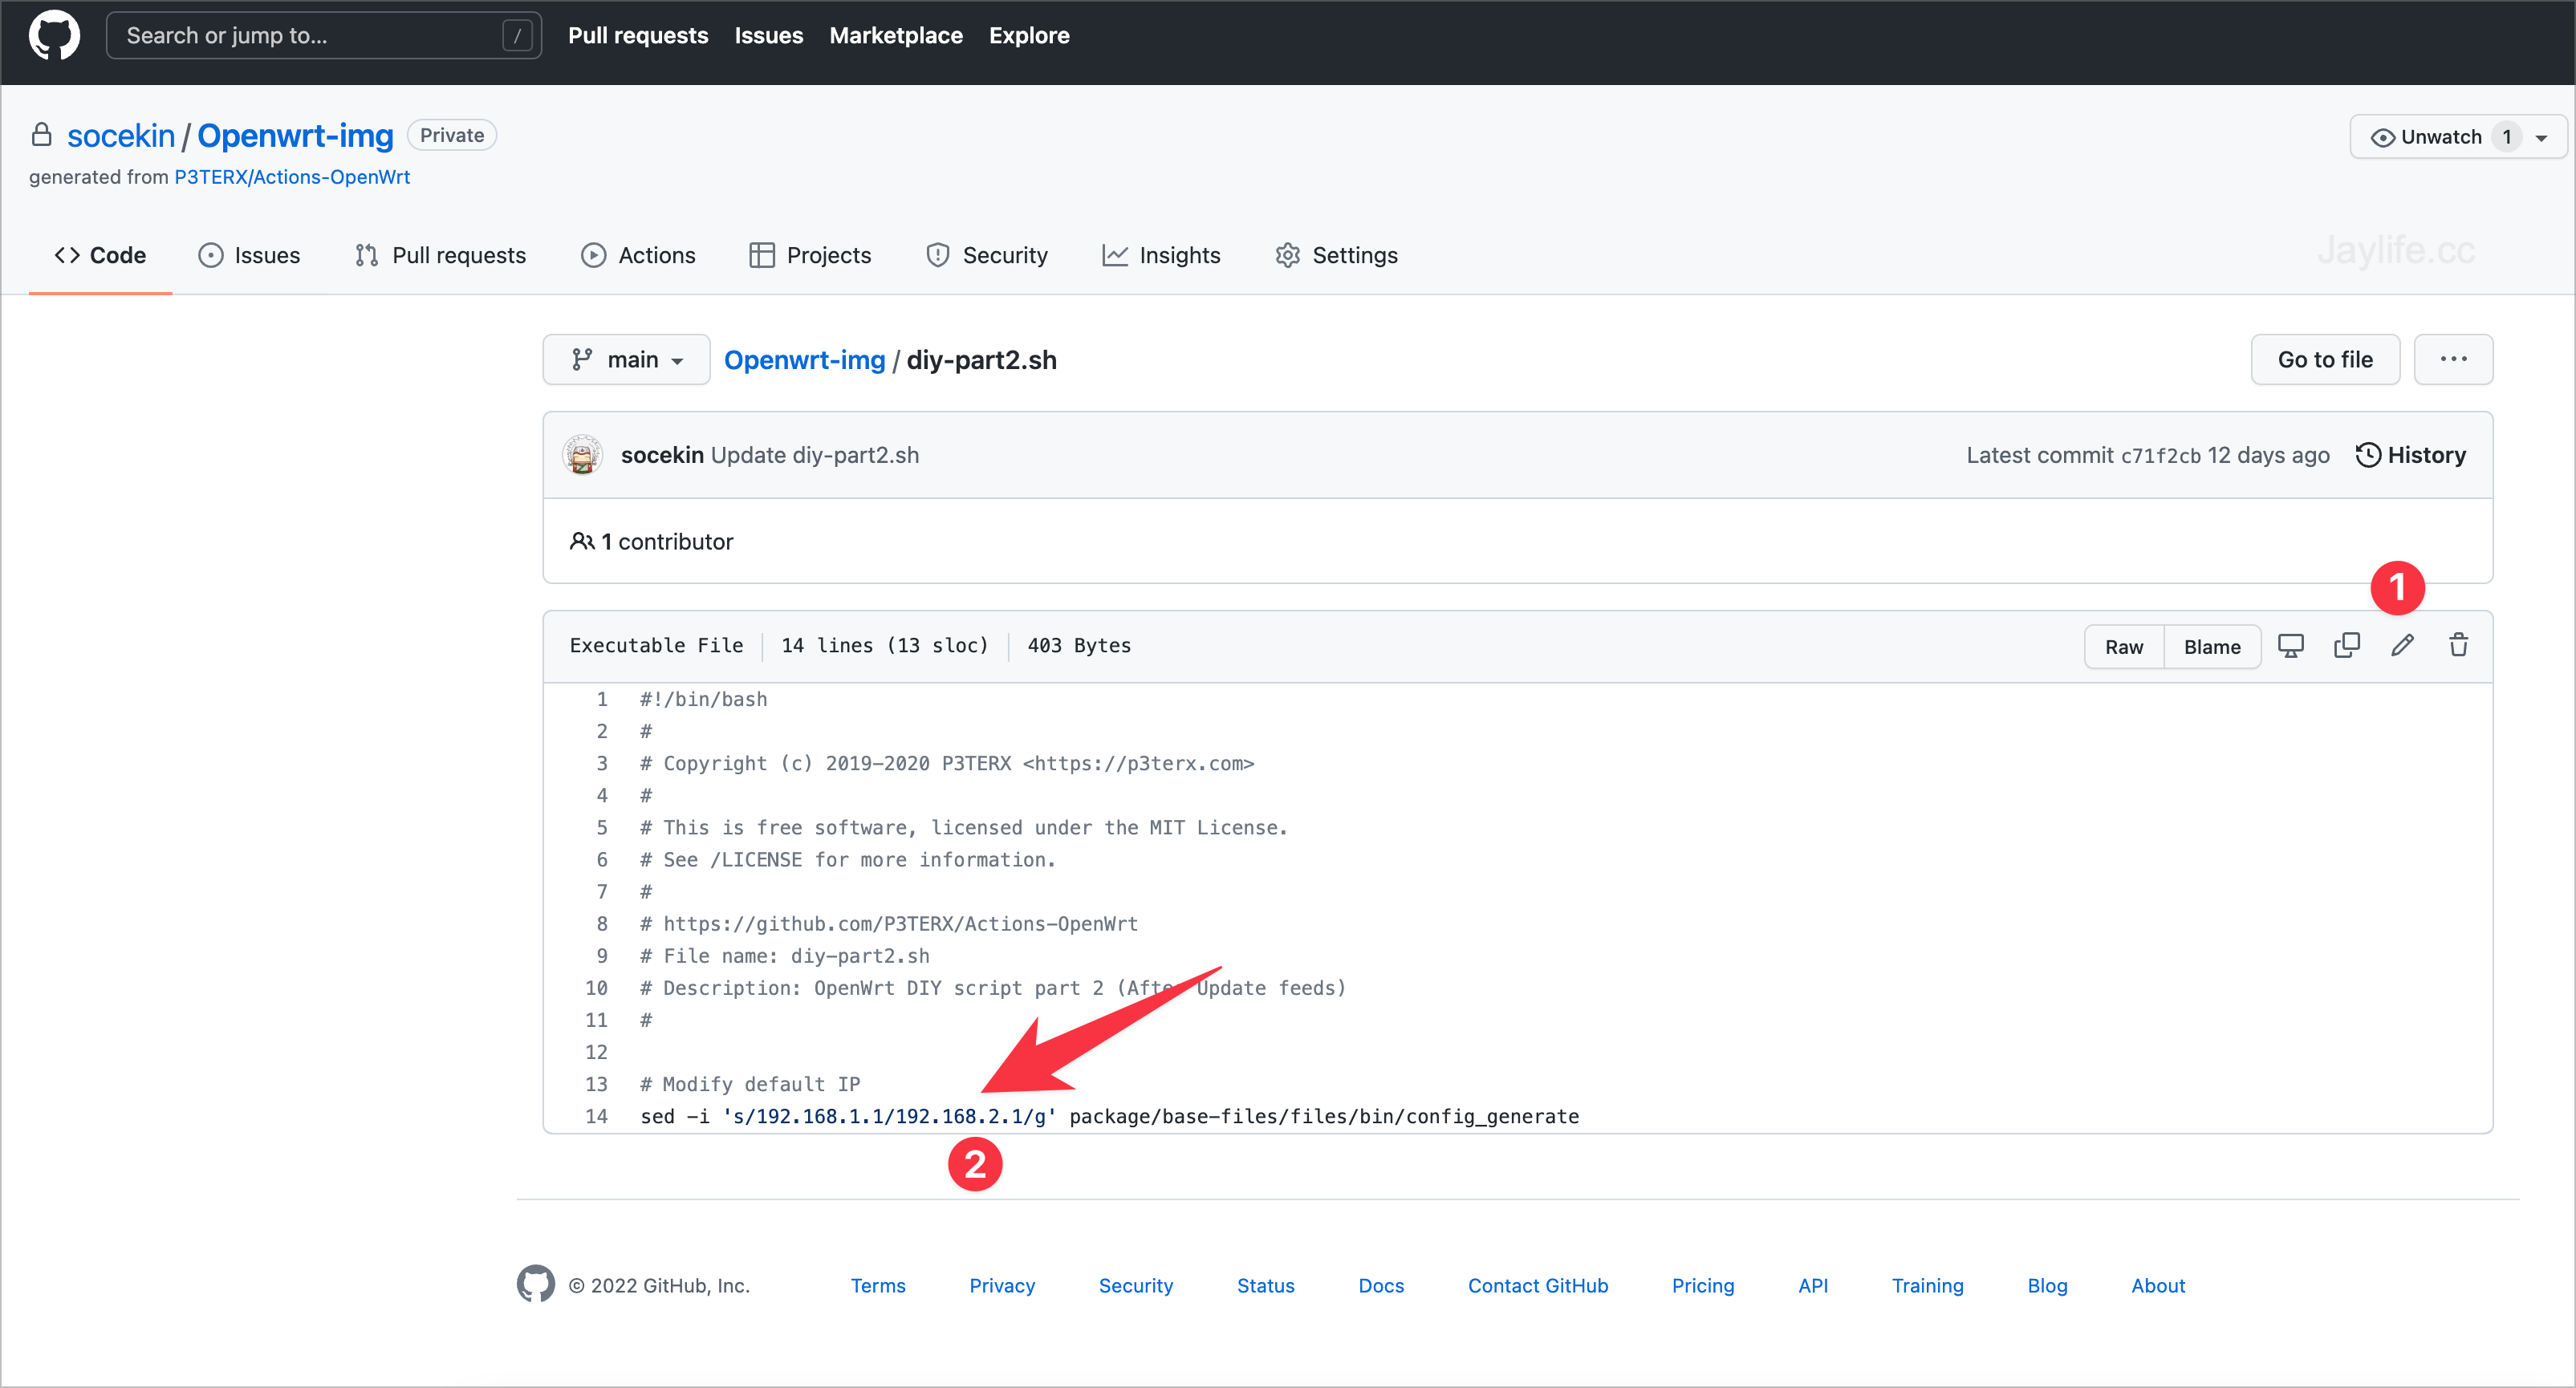 Search or jump to... / Pull requests Issues Marketplace Explore
socekin / Openwrt-img Private
Unwatch 1
generated from P3TERX/Actions-OpenWrt
Code Issues Pull requests Actions Projects Security Insights Settings
Jaylife.cc
main Openwrt-img / diy-part2.sh Go to file ...
socekin Update diy-part2.sh Latest commit c71f2cb 12 days ago History
1 contributor
1
Executable File 14 lines (13 sloc) 403 Bytes Raw Blame
1 #!/bin/bash
2 #
3 # Copyright (c) 2019-2020 P3TERX <https://p3terx.com>
4 #
5 # This is free software, licensed under the MIT License.
6 # See /LICENSE for more information.
7 #
8 # https://github.com/P3TERX/Actions-OpenWrt
9 # File name: diy-part2.sh
10 # Description: OpenWrt DIY script part 2 (After Update feeds)
11 #
12
13 # Modify default IP
14 sed -i 's/192.168.1.1/192.168.2.1/g' package/base-files/files/bin/config_generate
2
© 2022 GitHub, Inc. Terms Privacy Security Status Docs Contact GitHub Pricing API Training Blog About